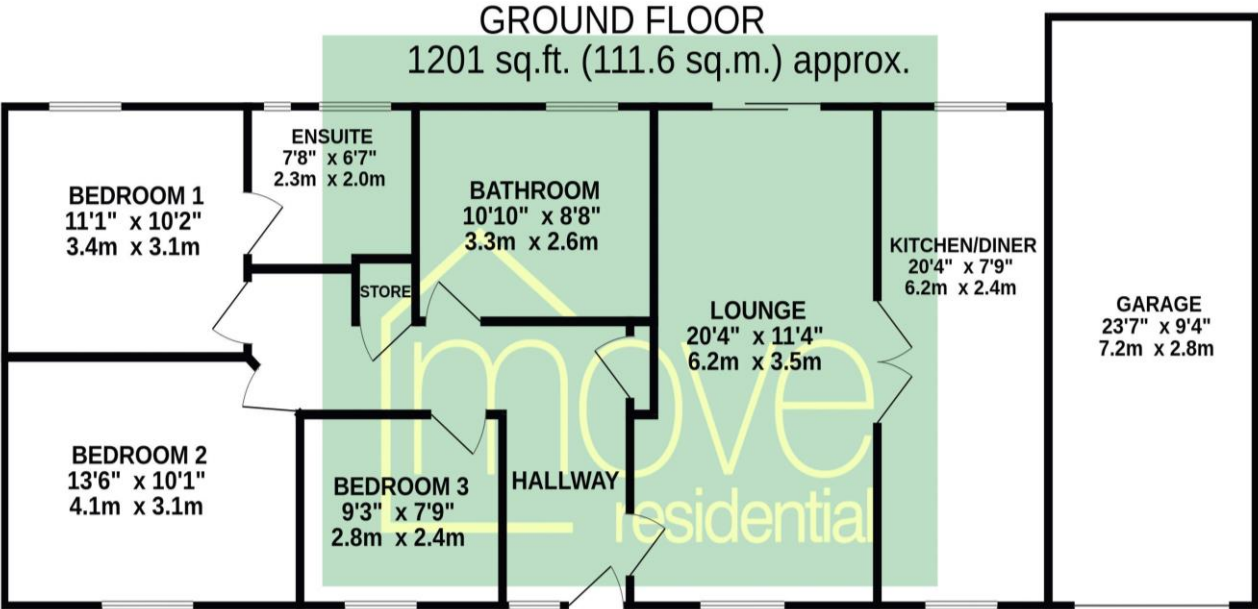 GROUND FLOOR
1201 sq.ft. (111.6 sq.m.) approx.
ENSUITE
7'8" x 6'7"
2.3m x 2.0m
BEDROOM 1
11'1" x 10'2"
3.4m x 3.1m
BATHROOM
10'10" x 8'8"
3.3m x 2.6m
KITCHEN/DINER
20'4" x 7'9"
6.2m x 2.4m
STORE
LOUNGE
20'4" x 11'4"
6.2m x 3.5m
GARAGE
23'7" x 9'4"
7.2m x 2.8m
move
residential
BEDROOM 2
13'6" x 10'1"
4.1m x 3.1m
BEDROOM 3
9'3" x 7'9"
2.8m x 2.4m
HALLWAY